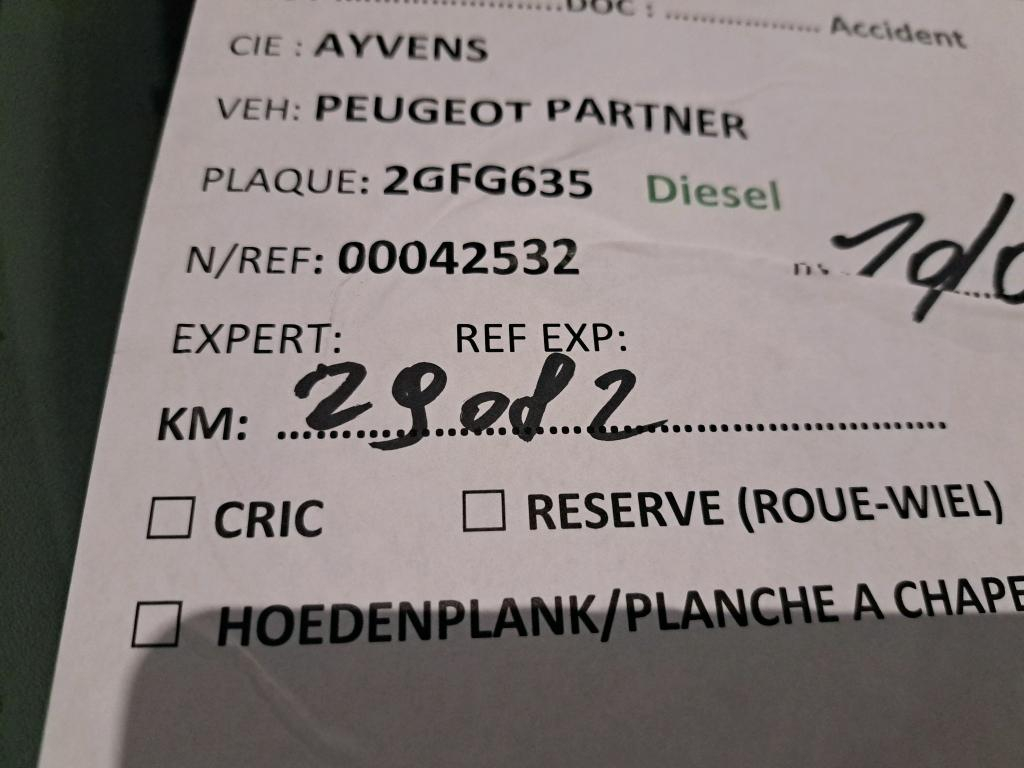 DOC : .................... Accident
CIE : AYVENS
VEH: PEUGEOT PARTNER
PLAQUE: 2GFG635 Diesel
N/REF: 00042532
EXPERT: REF EXP:
KM: 29082
CRIC RESERVE (ROUE-WIEL)
HOEDENPLANK/PLANCHE A CHAPE